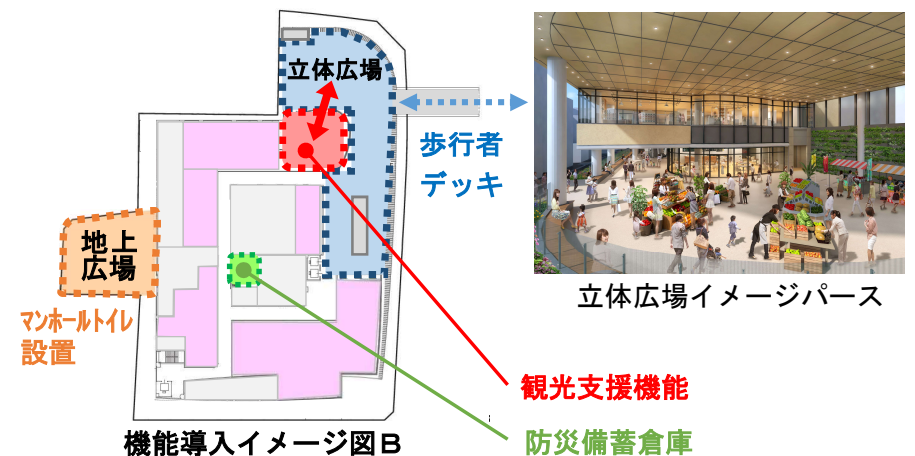 立体広場
歩行者
デッキ
地上
広場
マンホールトイレ
設置
立体広場イメージパース
観光支援機能
防災備蓄倉庫
機能導入イメージ図B